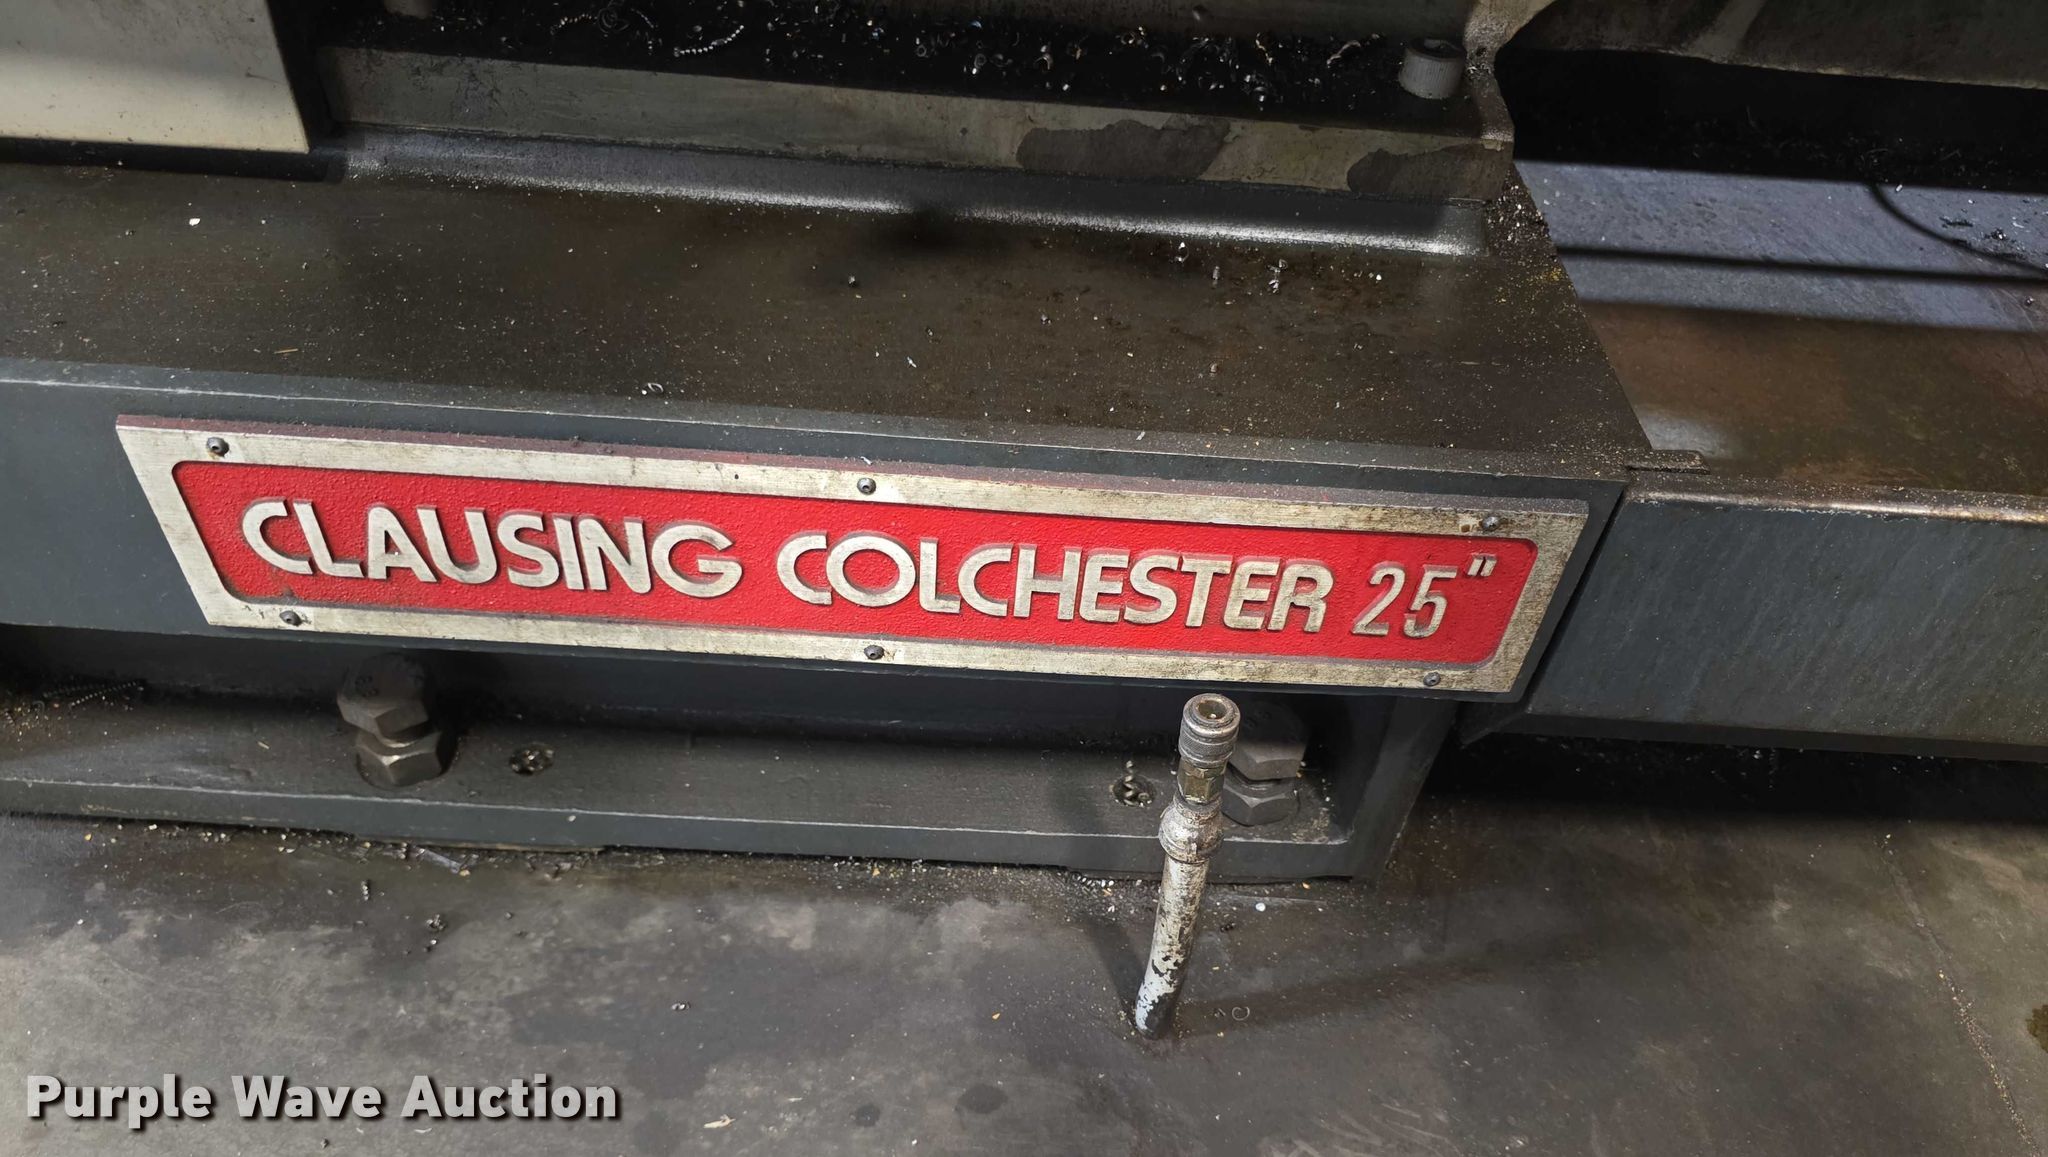 CLAUSING COLCHESTER 25"
Purple Wave Auction